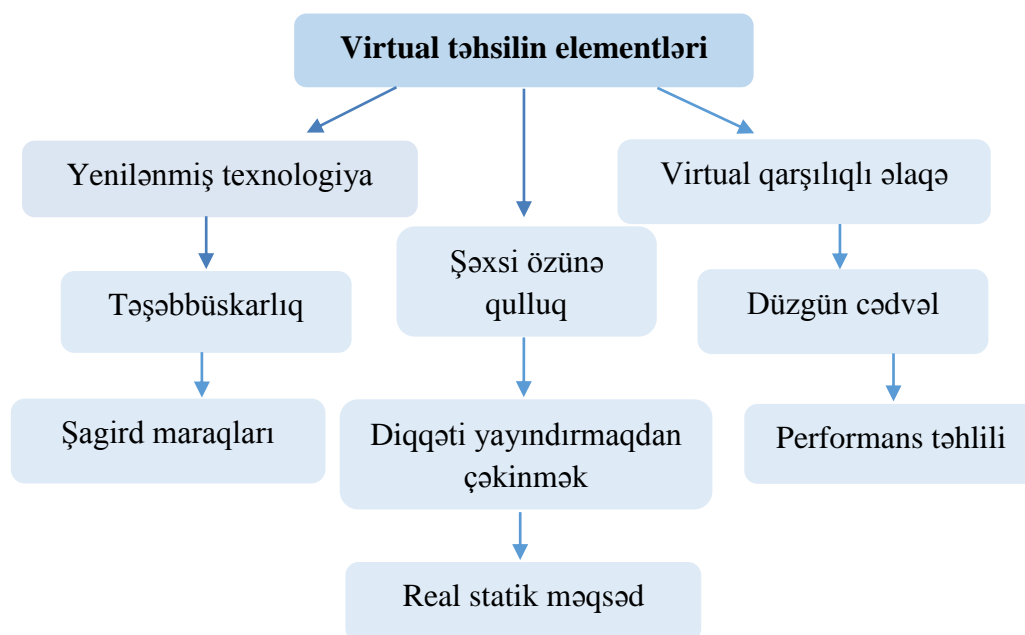 Virtual təhsilin elementləri
Yenilənmiş texnologiya
Virtual qarşılıqlı əlaqə
Şəxsi özünə
qulluq
Təşəbbüskarlıq
Düzgün cədvəl
Şagird maraqları
Diqqəti yayındırmaqdan
çəkinmək
Performans təhlili
Real statik məqsəd